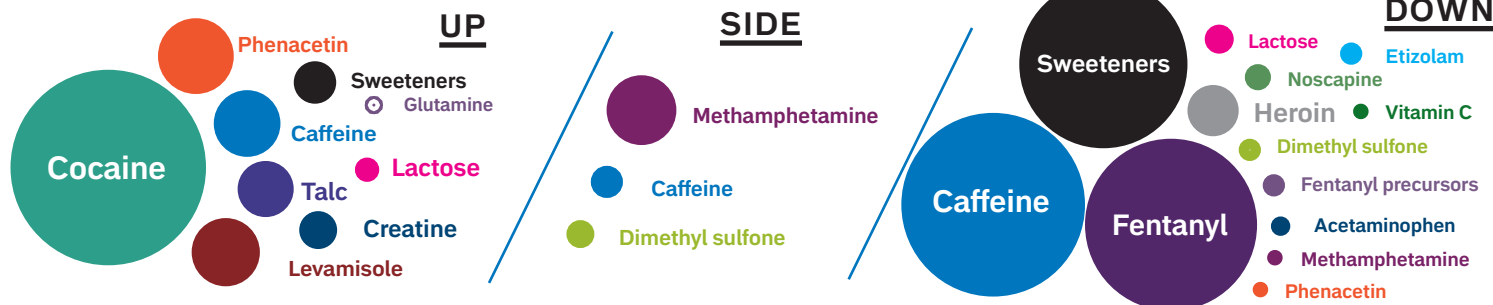 UP
Phenacetin
Sweeteners
Glutamine
Caffeine
Cocaine
Lactose
Talc
Creatine
Levamisole
SIDE
Methamphetamine
Caffeine
Dimethyl sulfone
DOWN
Sweeteners
Lactose
Etizolam
Noscapine
Heroin
Vitamin C
Dimethyl sulfone
Fentanyl precursors
Caffeine
Fentanyl
Acetaminophen
Methamphetamine
Phenacetin